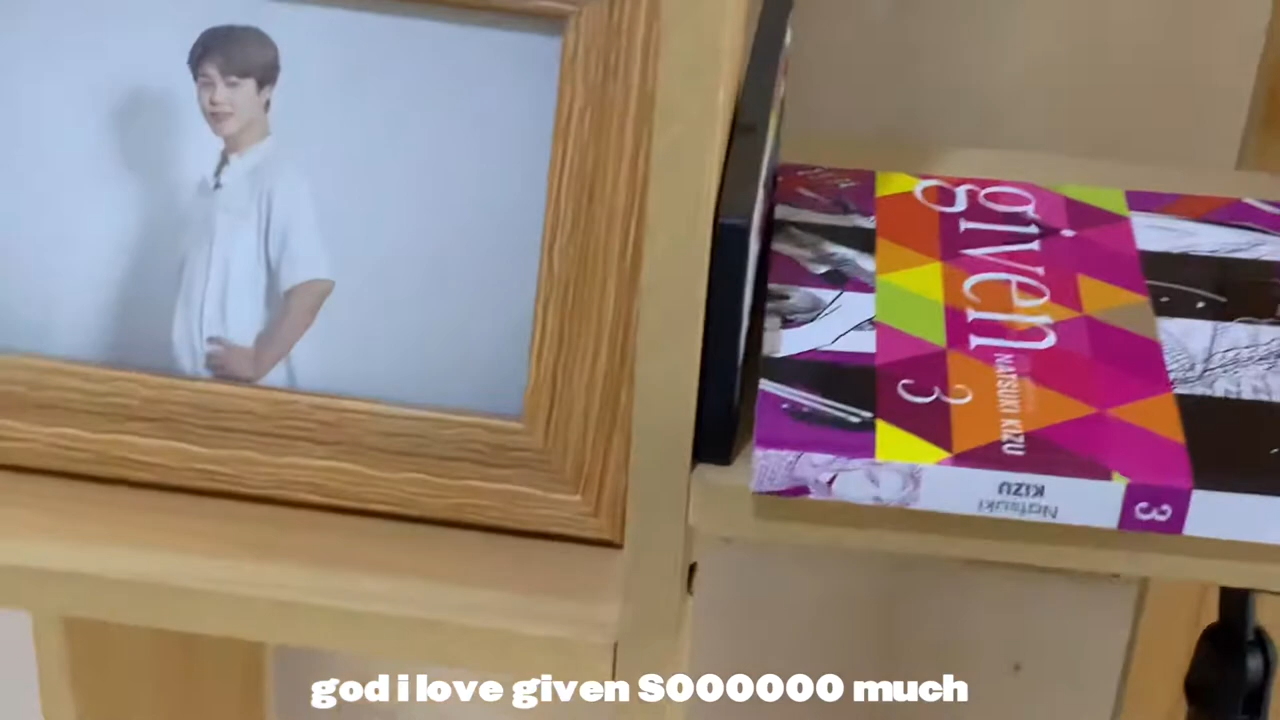 given
3
NATSUKI KIZU
Natsuki
KIZU
3
god i love given SOOOOOO much